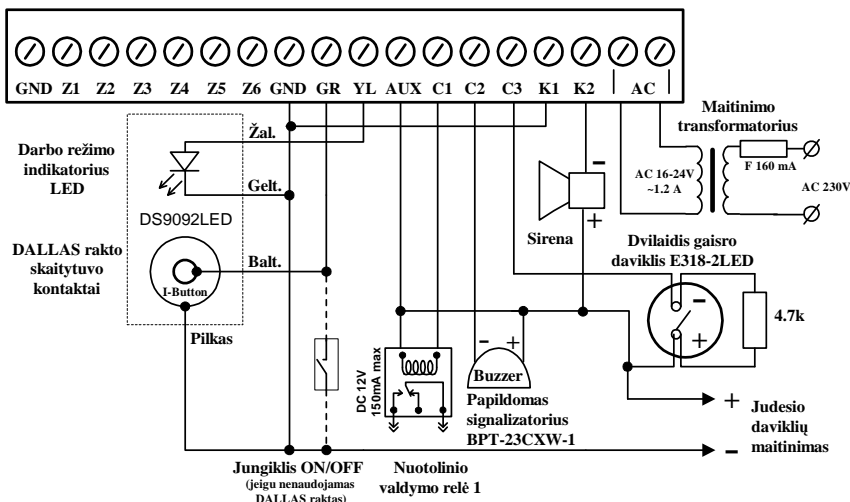 GND Z1 Z2 Z3 Z4 Z5 Z6 GND GR YL AUX C1 C2 C3 K1 K2 AC
Žal.
Darbo režimo
indikatorius
LED
Gelt.
DS9092LED
DALLAS rakto
skaitytuvo
kontaktai
I-Button
Balt.
Pilkas
Jungiklis ON/OFF
(jeigu nenaudojamas
DALLAS raktas)
DC 12V
150mA max
Nuotolinio
valdymo relė 1
- +
Buzzer
Papildomas
signalizatorius
BPT-23CXW-1
-
+
Sirena
Maitinimo
transformatorius
AC 16-24V
~1.2 A
F 160 mA
AC 230V
Dvilaidis gaisro
daviklis E318-2LED
-
+
4.7k
+
-
Judesio
daviklių
maitinimas